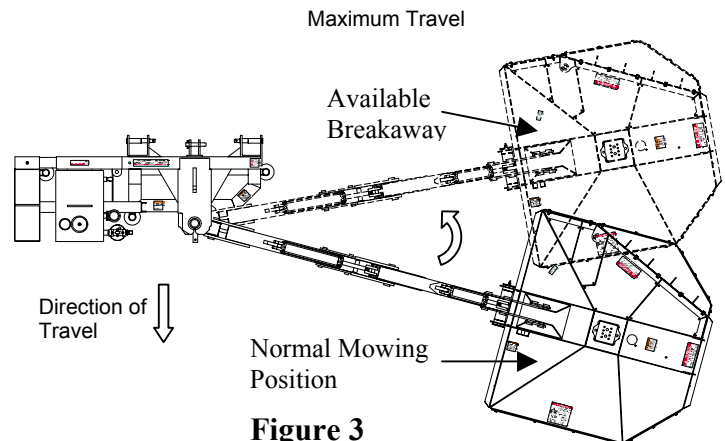 Maximum Travel
Available
Breakaway
Direction of
Travel
Normal Mowing
Position
Figure 3